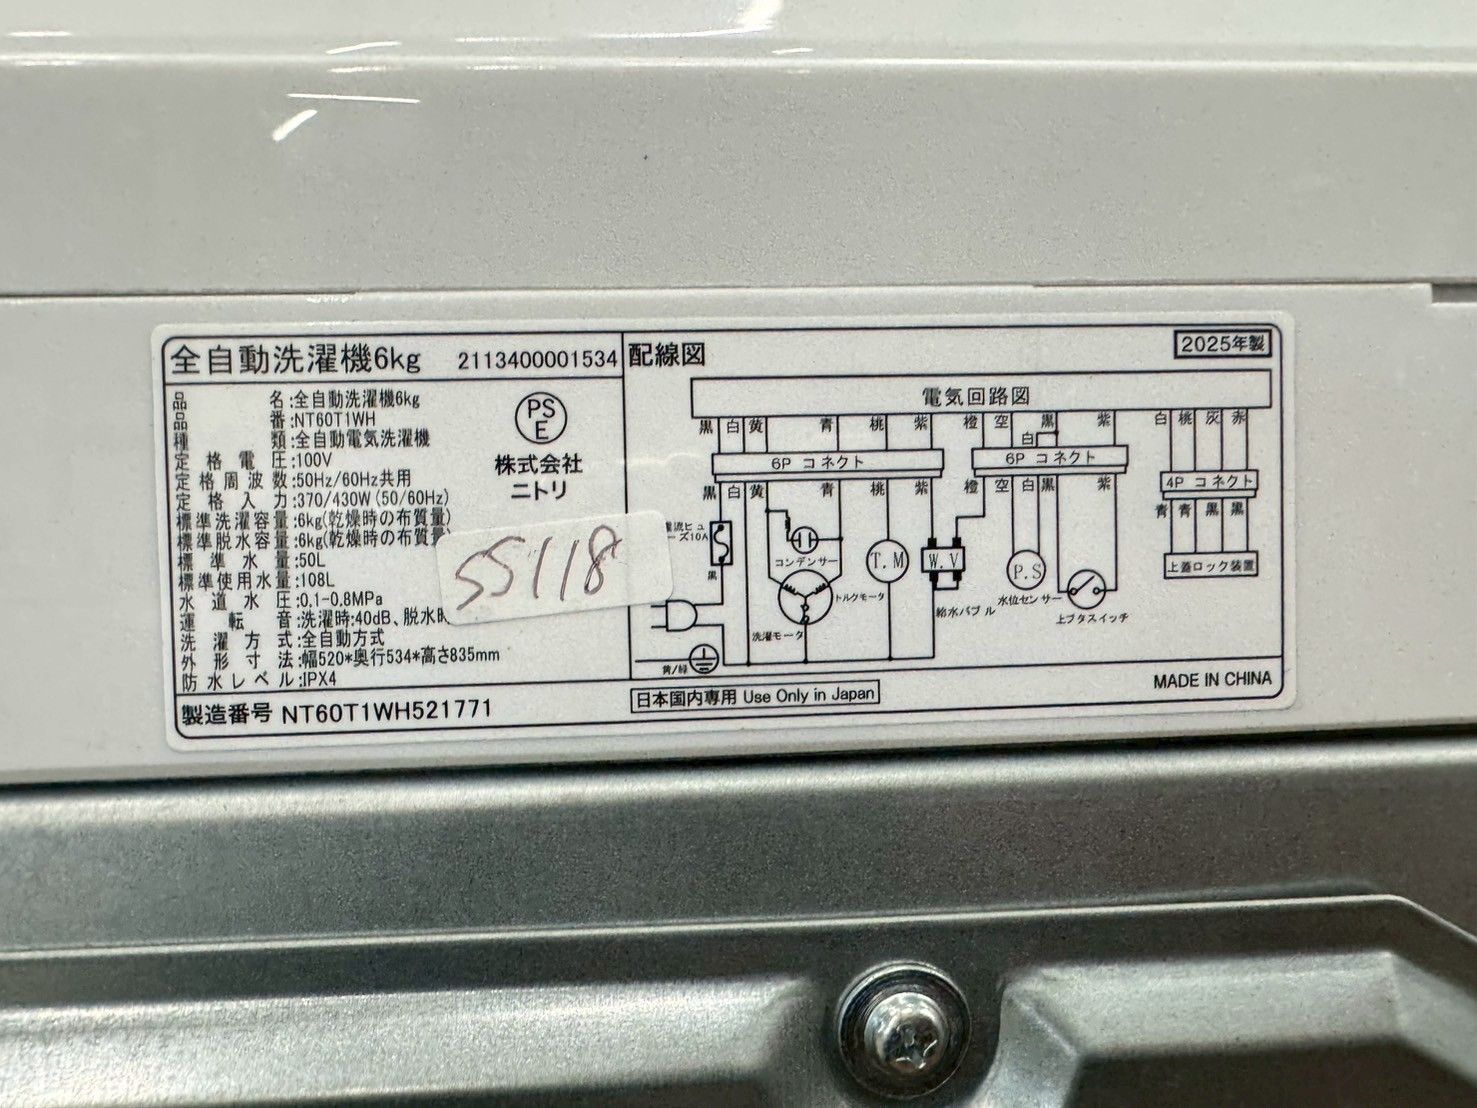 全自動洗濯機6kg 2113400001534
品名:全自動洗濯機6kg
品番:NT60T1WH
種類:全自動電気洗濯機
定格電圧:100V
定格周波数:50Hz/60Hz共用
定格入力:370/430W(50/60Hz)
標準洗濯容量:6kg(乾燥時の布質量)
標準脱水容量:6kg(乾燥時の布質量)
標準水量:50L
標準使用水量:108L
水道水圧:0.1-0.8MPa
運転音:洗濯時:40dB、脱水時
洗濯方式:全自動方式
外形寸法:幅520*奥行534*高さ835mm
防水レベル:IPX4
製造番号 NT60T1WH521771
PS
E
株式会社
ニトリ
SS118
配線図
2025年製
電気回路図
黒 白 黄 青 桃 紫 橙 空 黒 紫 白 桃 灰 赤
白
6P コネクト
6P コネクト
4P コネクト
黒 白 黄 青 桃 紫 橙 空 白 黒 紫
青 青 黒 黒
流ヒュ
ーズ10A
黒
コンデンサー
T.M
トルクモータ
W.V
給水バブル
P.S
水位センサー
上ブタスイッチ
上蓋ロック装置
洗濯モータ
黄/緑
日本国内専用 Use Only in Japan
MADE IN CHINA